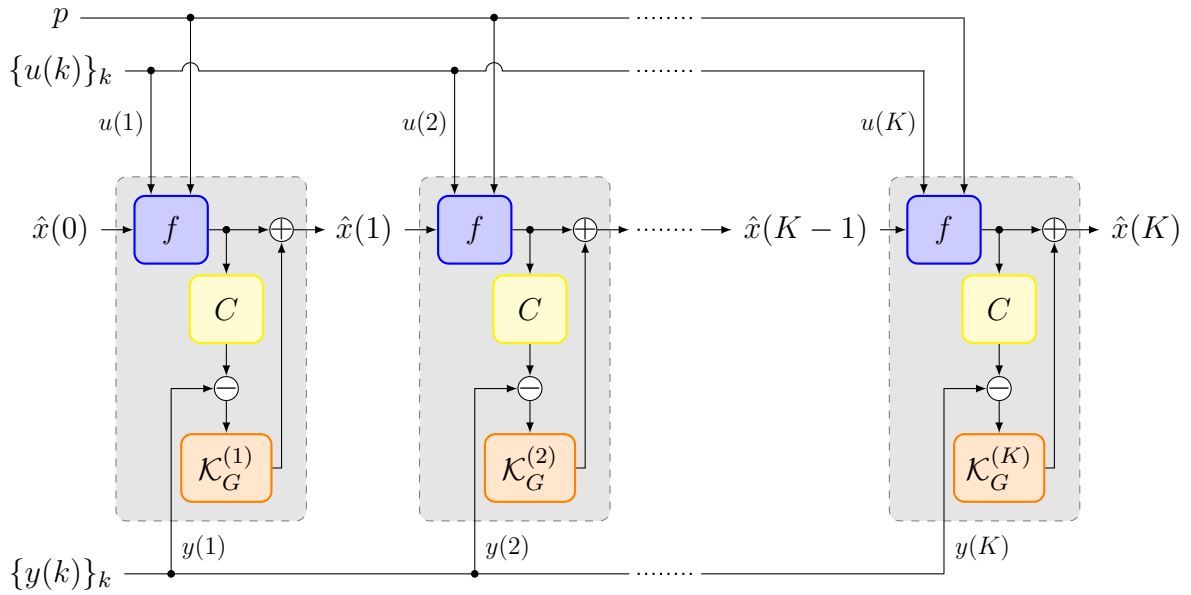 p
{u(k)}_k
u(1) u(2) u(K)
x̂(0) f + x̂(1) f + x̂(K − 1) f + x̂(K)
C C C
− − −
𝒦_G^(1) 𝒦_G^(2) 𝒦_G^(K)
y(1) y(2) y(K)
{y(k)}_k